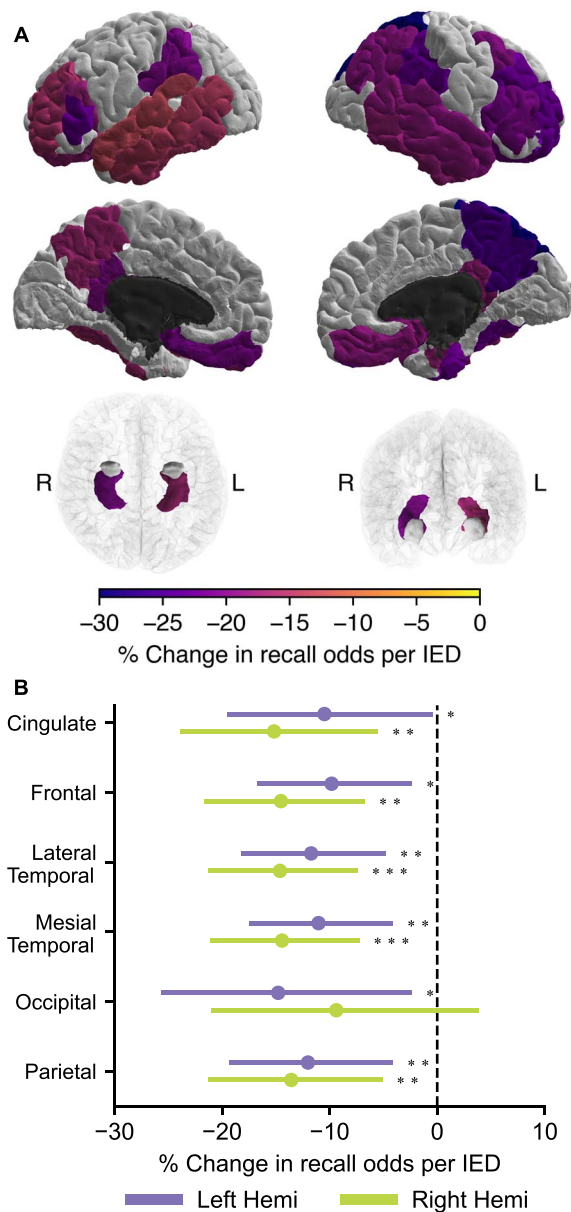 A
R L R L
−30 −25 −20 −15 −10 −5 0
% Change in recall odds per IED
B
Cingulate
*
* *
Frontal
*
* *
Lateral
Temporal
* *
* * *
Mesial
Temporal
* *
* * *
Occipital
*
Parietal
* *
* *
−30 −20 −10 0 10
% Change in recall odds per IED
Left Hemi Right Hemi